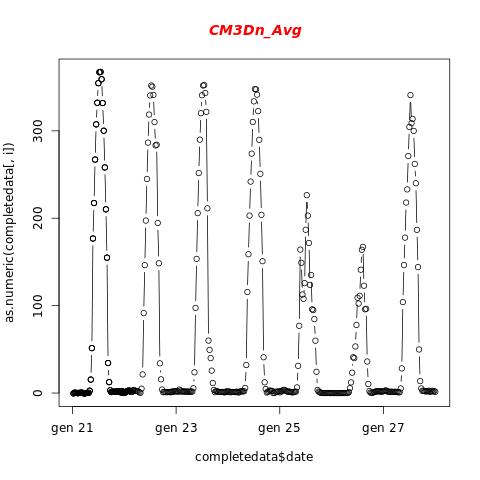 CM3Dn_Avg
as.numeric(completedata[, i])
300
200
100
0
gen 21
gen 23
gen 25
gen 27
completedata$date